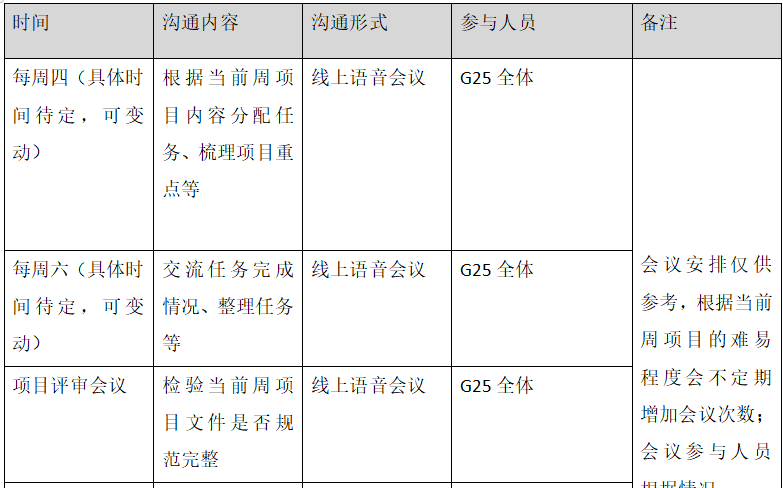 时间 沟通内容 沟通形式 参与人员 备注
每周四（具体时
间待定，可变
动）
根据当前周项
目内容分配任
务、梳理项目重
点等
线上语音会议
G25 全体
每周六（具体时
间待定，可变
动）
交流任务完成
情况、整理任务
等
线上语音会议
G25 全体
项目评审会议
检验当前周项
目文件是否规
范完整
线上语音会议
G25 全体
会议安排仅供
参考，根据当前
周项目的难易
程度会不定期
增加会议次数；
会议参与人员
根据情况